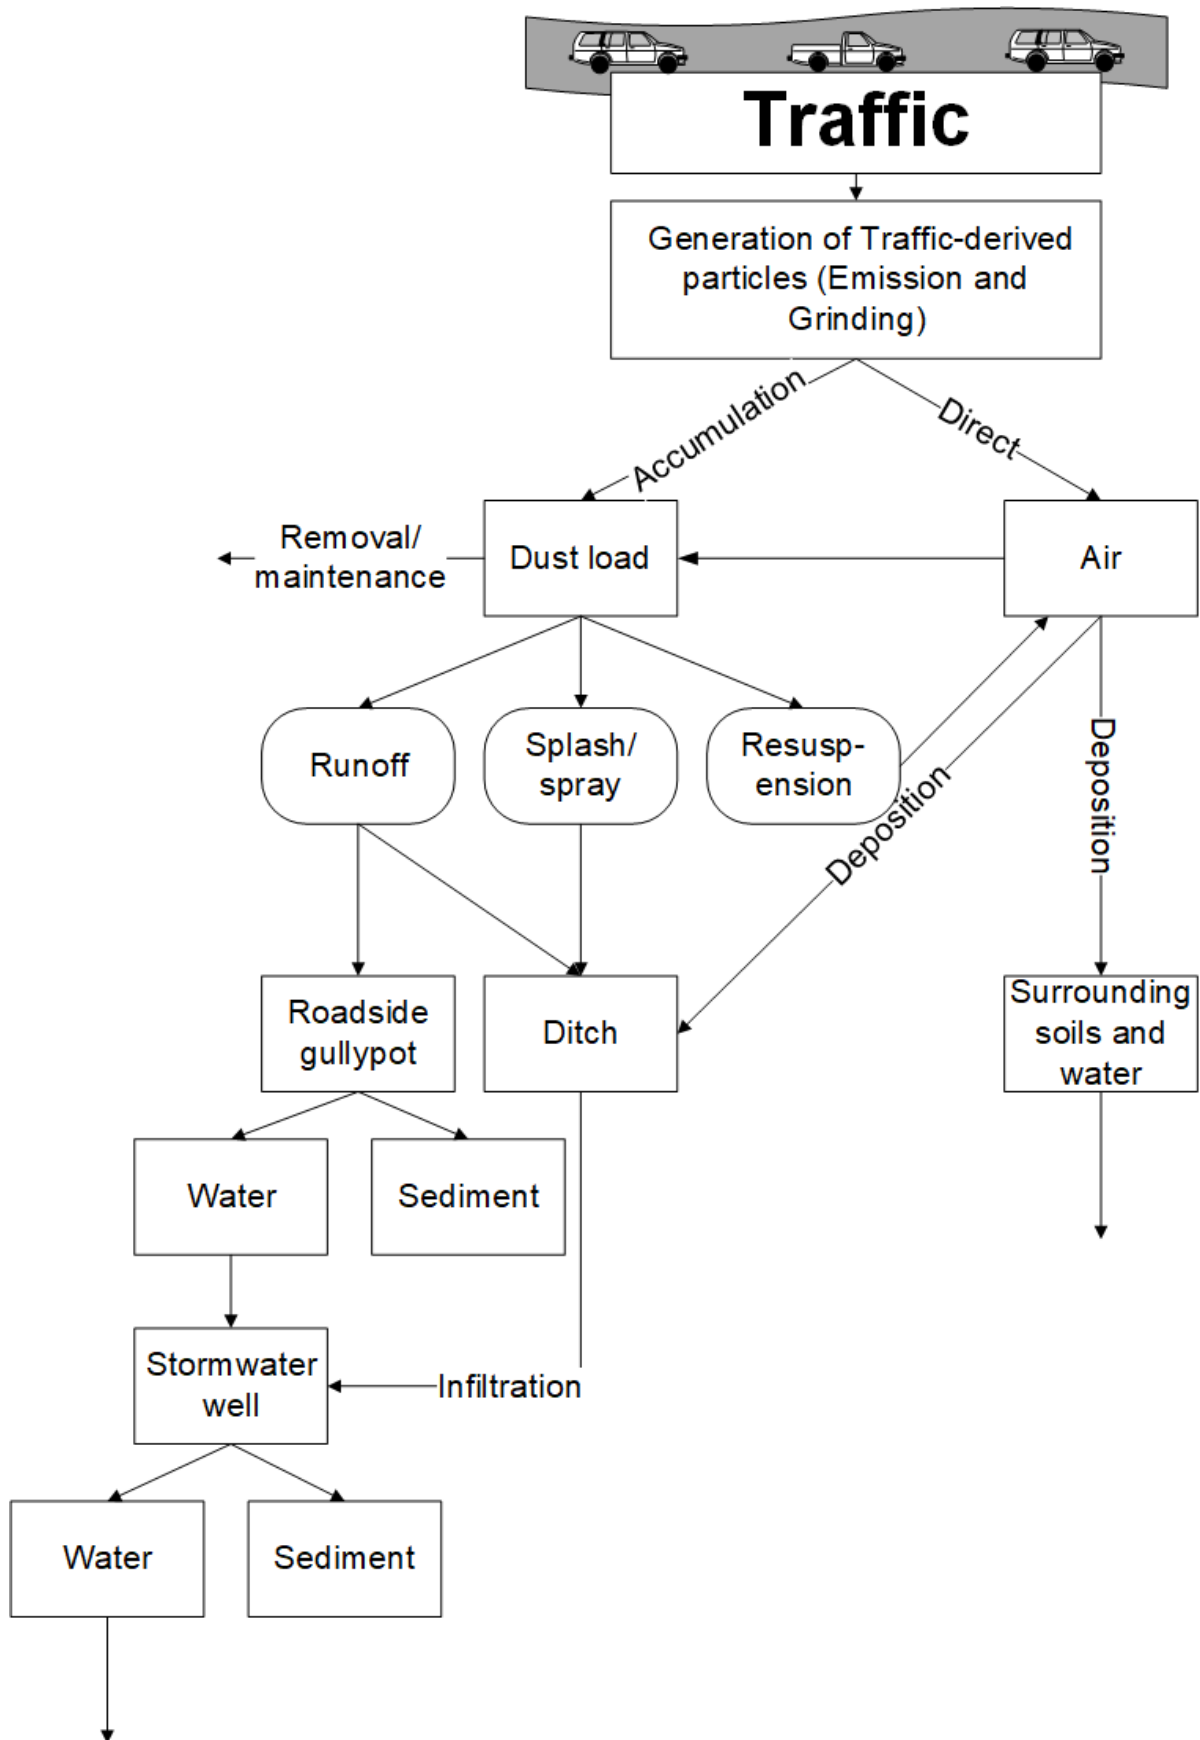 Traffic
Generation of Traffic-derived
particles (Emission and
Grinding)
Accumulation
Direct
Removal/
maintenance
Dust load
Air
Runoff
Splash/
spray
Resusp-
ension
Deposition
Deposition
Roadside
gullypot
Ditch
Surrounding
soils and
water
Water
Sediment
Stormwater
well
Infiltration
Water
Sediment